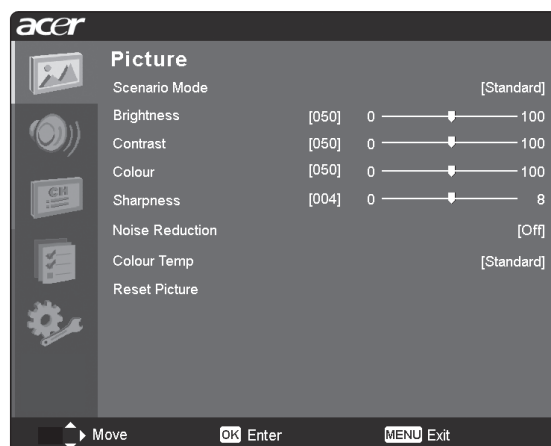 acer
Picture
Scenario Mode [Standard]
Brightness [050] 0 100
Contrast [050] 0 100
Colour [050] 0 100
Sharpness [004] 0 8
Noise Reduction [Off]
Colour Temp [Standard]
Reset Picture
CH
Move OK Enter MENU Exit